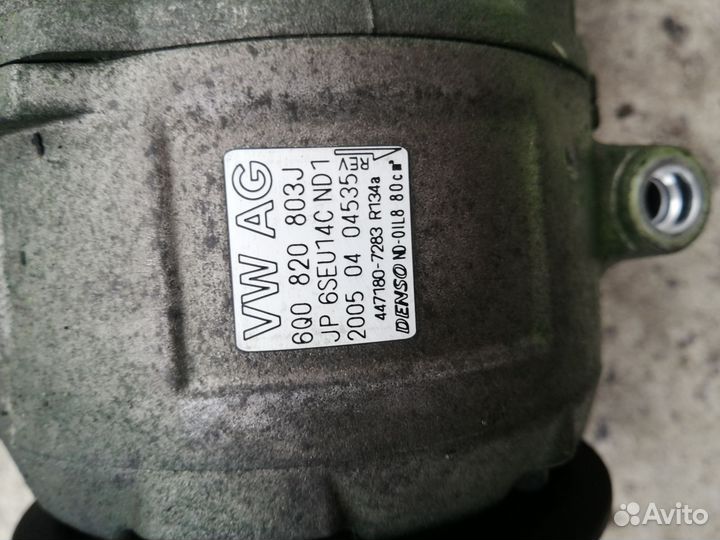 VW AG
6Q0 820 803J
JP 6SEU14C ND1
2005 04 04535
REV
447180-7283 R134a
DENSO ND-OIL8 80cm³
Avito